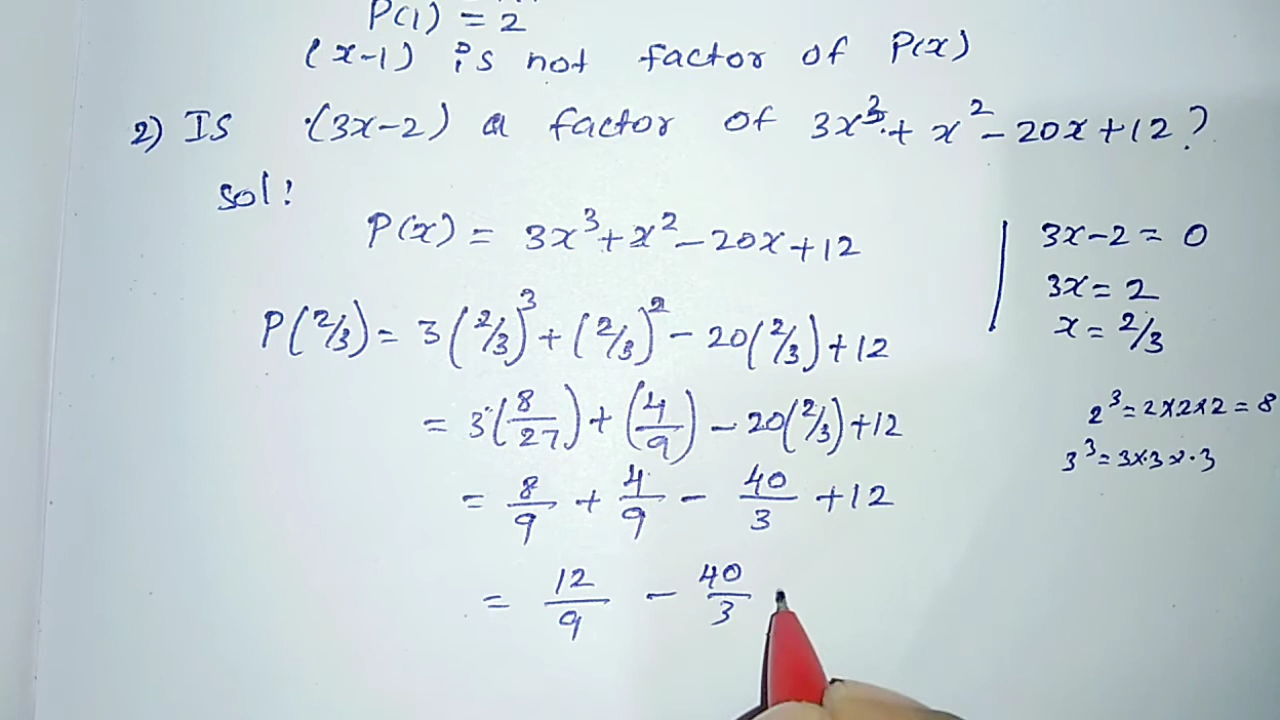 P(1) = 2
(x-1) is not factor of P(x)
2) Is (3x-2) a factor of 3x³ + x² - 20x + 12?
Sol:
P(x) = 3x³ + x² - 20x + 12
3x-2 = 0
3x = 2
x = 2/3
P(2/3) = 3(2/3)³ + (2/3)² - 20(2/3) + 12
= 3(8/27) + (4/9) - 20(2/3) + 12
2³ = 2×2×2 = 8
3³ = 3×3×3
= 8/9 + 4/9 - 40/3 + 12
= 12/9 - 40/3